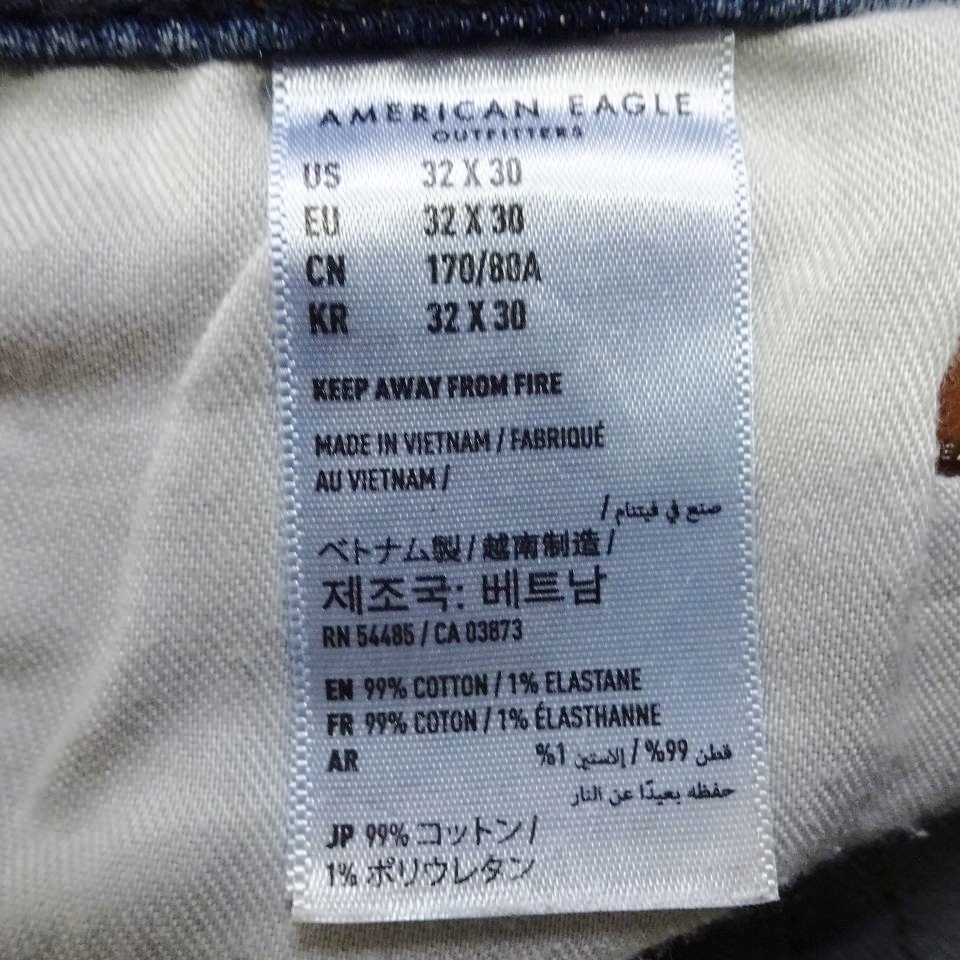 AMERICAN EAGLE
OUTFITTERS
US 32 X 30
EU 32 X 30
CN 170/80A
KR 32 X 30
KEEP AWAY FROM FIRE
MADE IN VIETNAM / FABRIQUÉ
AU VIETNAM /
صنع في فيتنام /
ベトナム製 / 越南制造 /
제조국: 베트남
RN 54485 / CA 03873
EN 99% COTTON / 1% ELASTANE
FR 99% COTON / 1% ÉLASTHANNE
AR قطن 99% / إلاستين 1%
حفظه بعيدًا عن النار
JP 99% コットン /
1% ポリウレタン